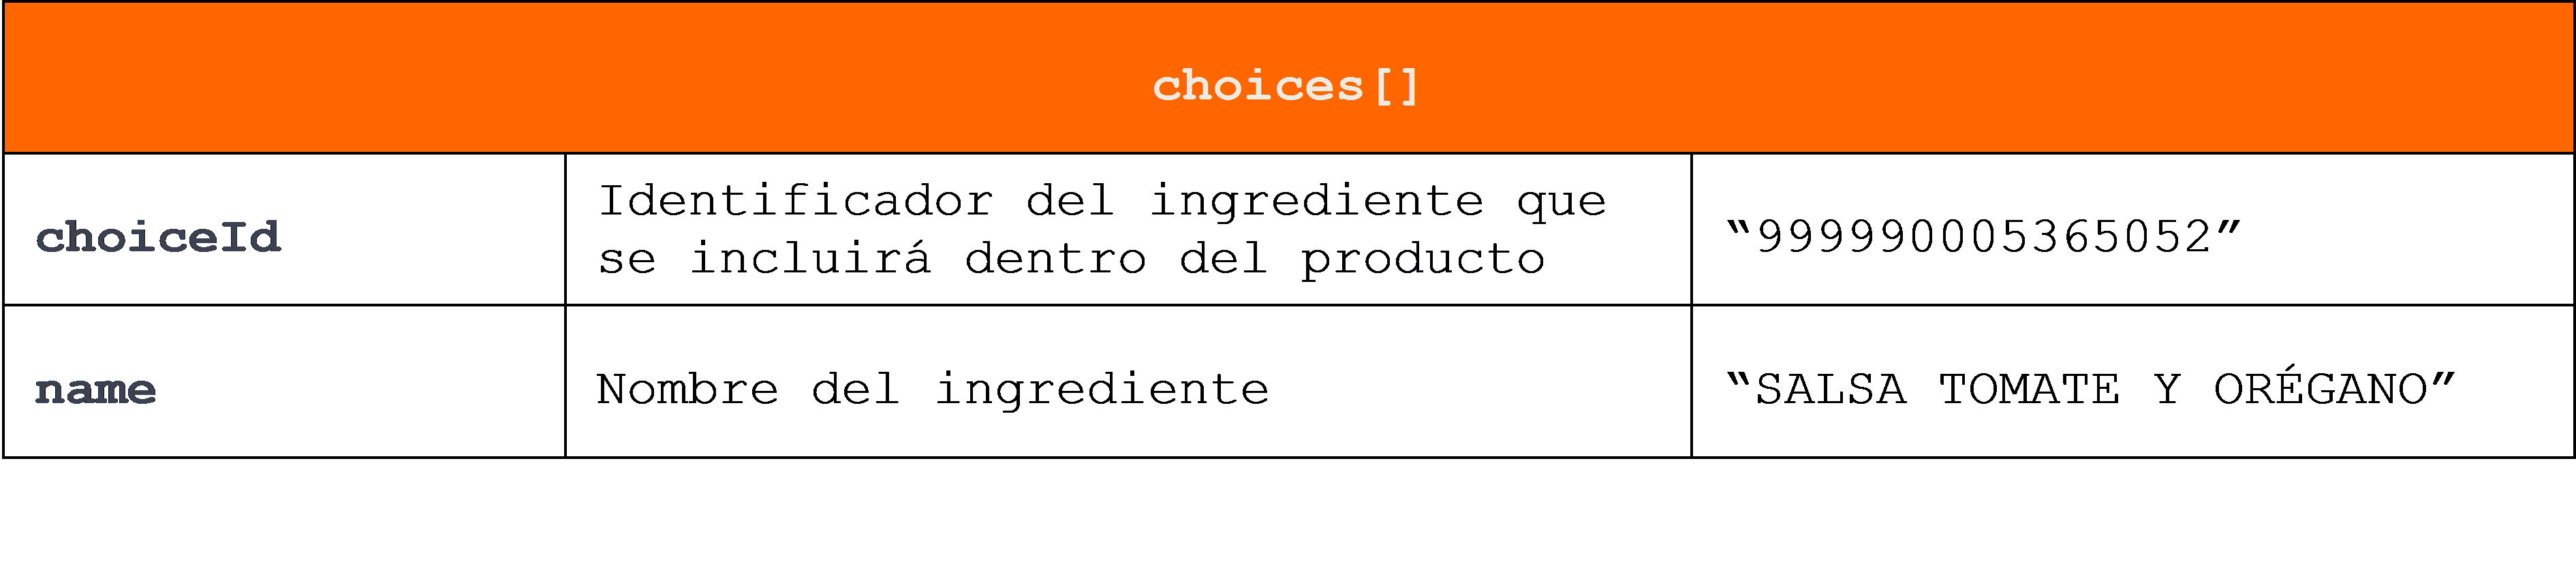 choices[]
choiceId
Identificador del ingrediente que
se incluirá dentro del producto
“999990005365052”
name
Nombre del ingrediente
“SALSA TOMATE Y ORÉGANO”